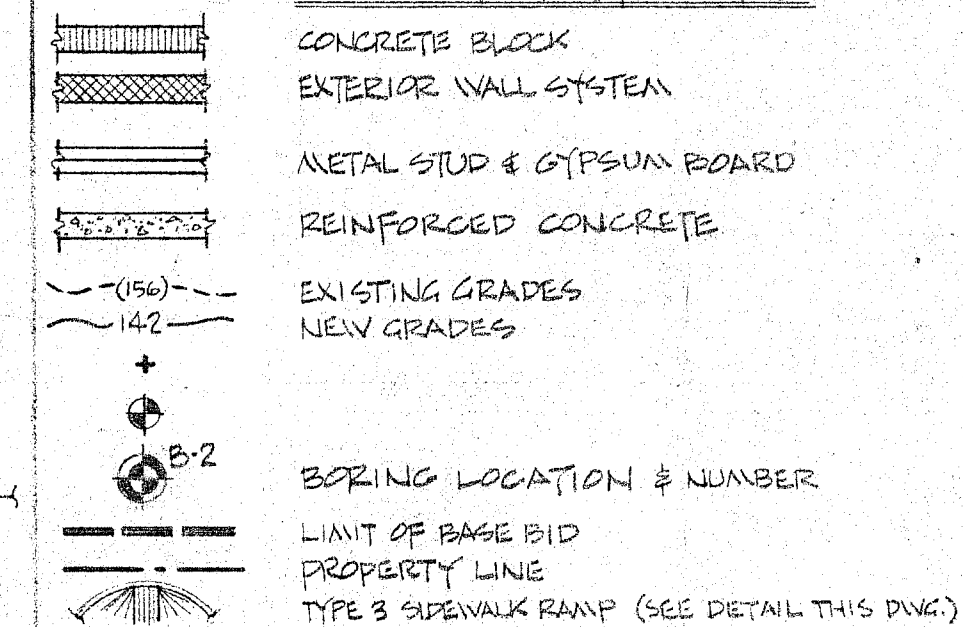 CONCRETE BLOCK
EXTERIOR WALL SYSTEM
METAL STUD & GYPSUM BOARD
REINFORCED CONCRETE
(156) EXISTING GRADES
142 NEW GRADES
B-2 BORING LOCATION & NUMBER
LIMIT OF BASE BID
PROPERTY LINE
TYPE 3 SIDEWALK RAMP (SEE DETAIL THIS DWG.)